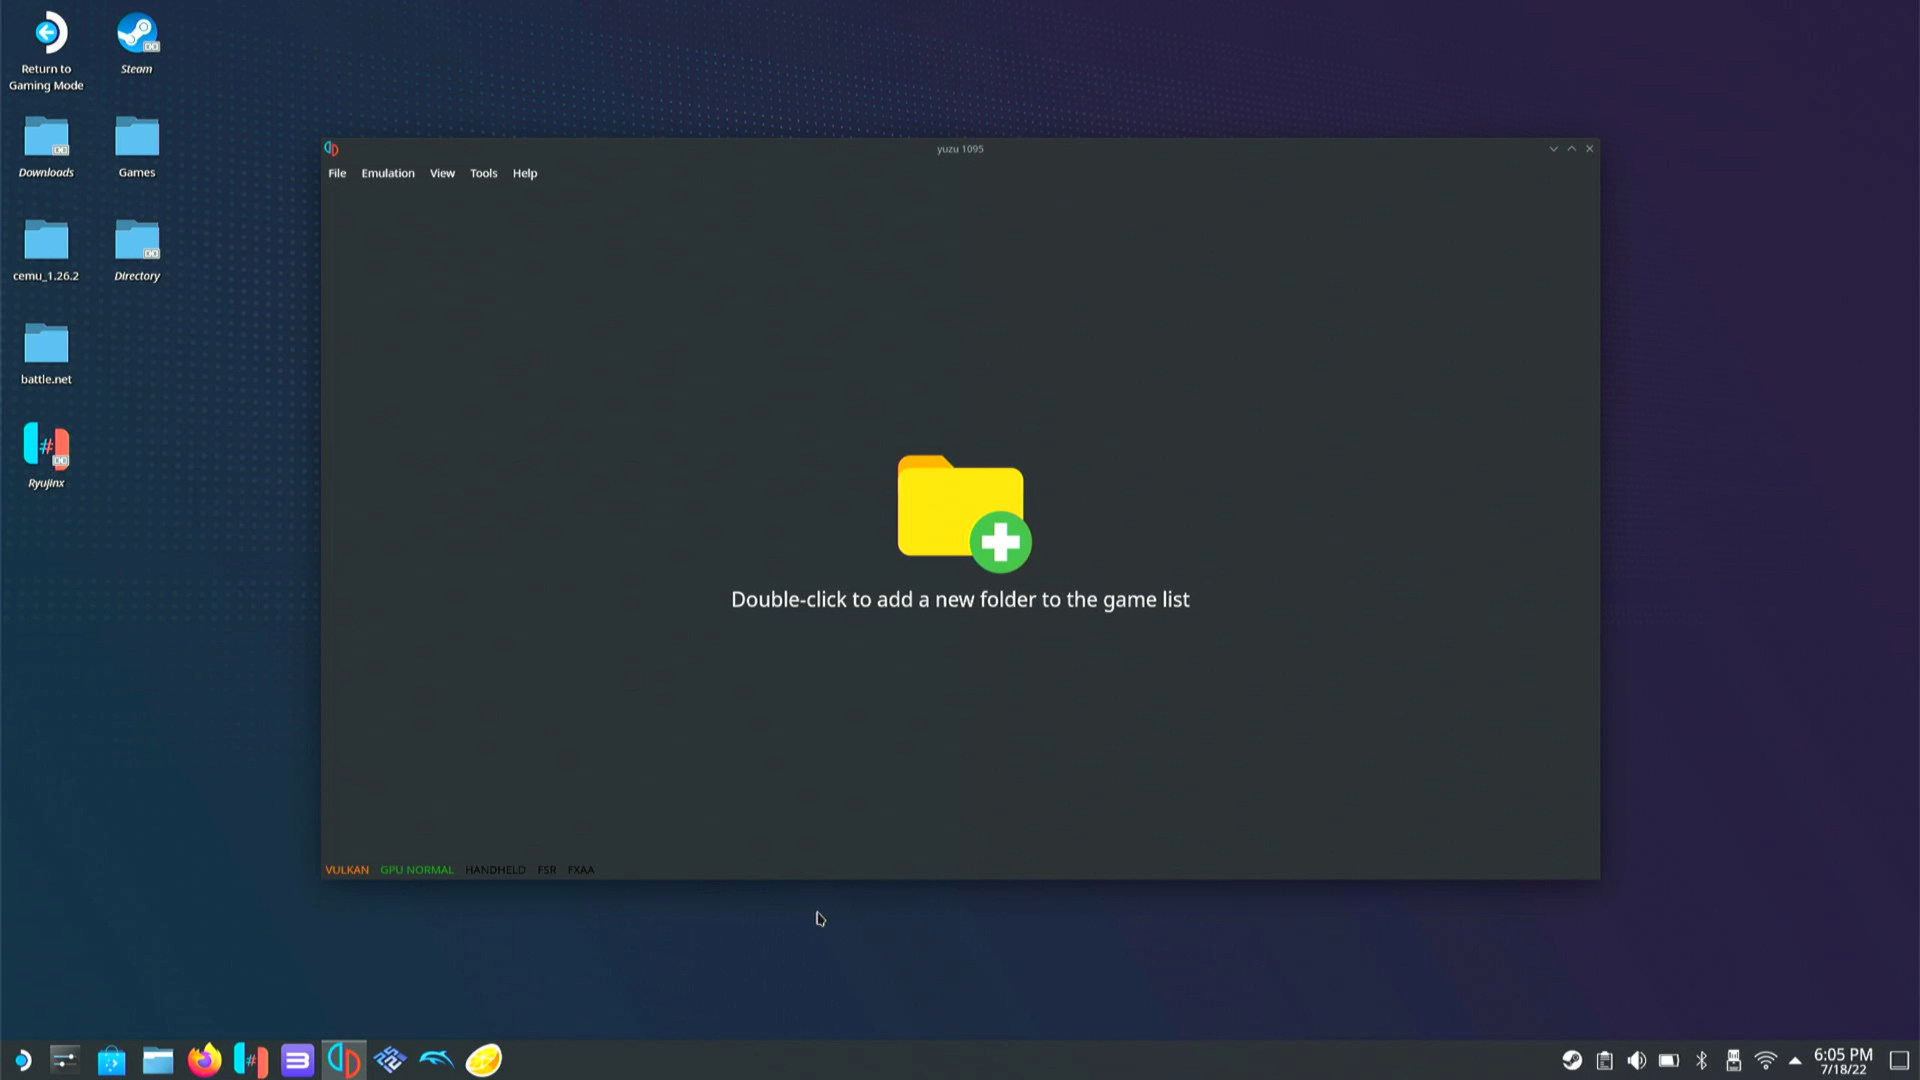 Return to
Gaming Mode
Steam
Downloads
Games
cemu_1.26.2
Directory
battle.net
Ryujinx
yuzu 1095
File Emulation View Tools Help
Double-click to add a new folder to the game list
VULKAN GPU NORMAL HANDHELD FSR FXAA
6:05 PM
7/18/22